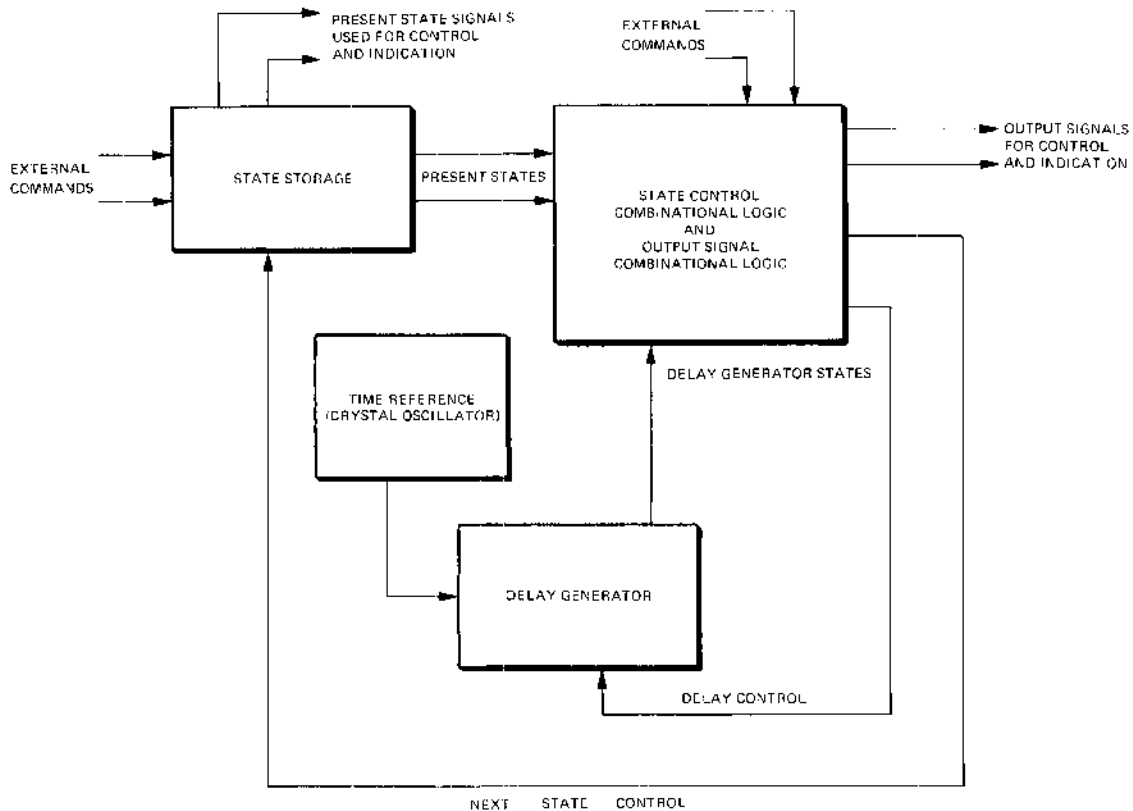 PRESENT STATE SIGNALS
USED FOR CONTROL
AND INDICATION
EXTERNAL
COMMANDS
EXTERNAL
COMMANDS
STATE STORAGE
PRESENT STATES
STATE CONTROL
COMBINATIONAL LOGIC
AND
OUTPUT SIGNAL
COMBINATIONAL LOGIC
OUTPUT SIGNALS
FOR CONTROL
AND INDICATION
TIME REFERENCE
(CRYSTAL OSCILLATOR)
DELAY GENERATOR STATES
DELAY GENERATOR
DELAY CONTROL
NEXT STATE CONTROL